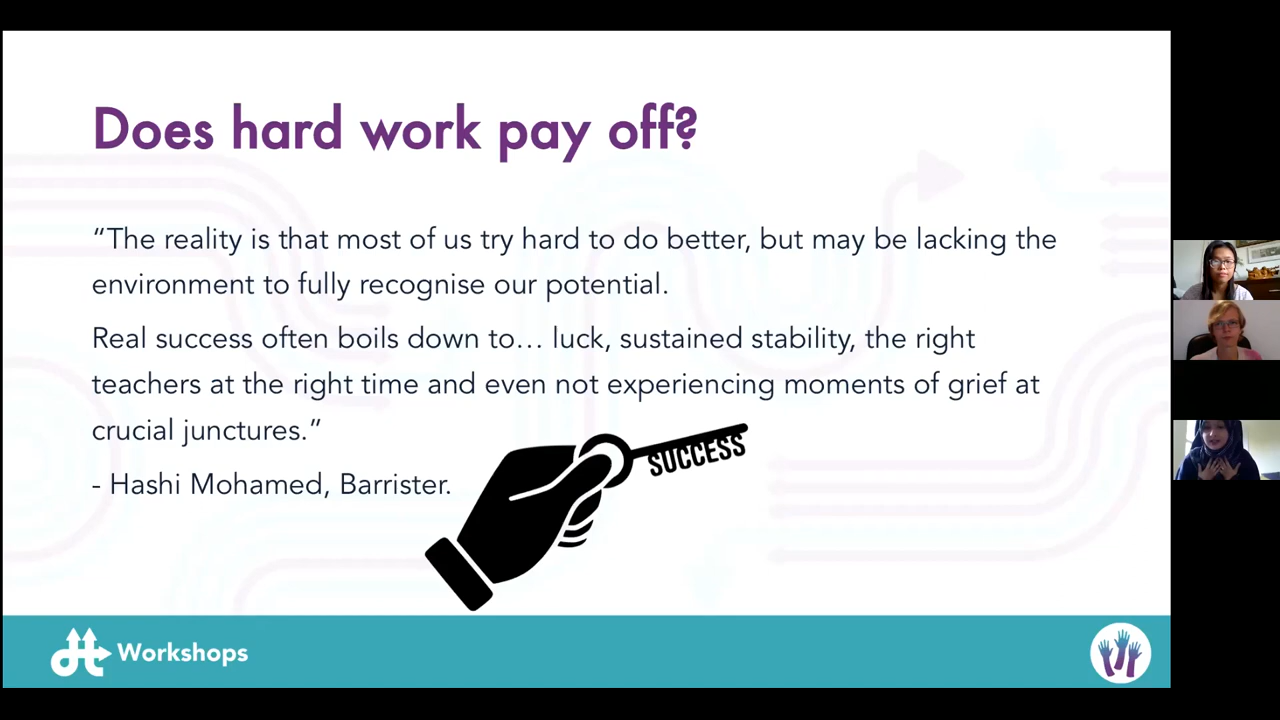 Does hard work pay off?
“The reality is that most of us try hard to do better, but may be lacking the
environment to fully recognise our potential.
Real success often boils down to... luck, sustained stability, the right
teachers at the right time and even not experiencing moments of grief at
crucial junctures.”
SUCCESS
- Hashi Mohamed, Barrister.
dt Workshops